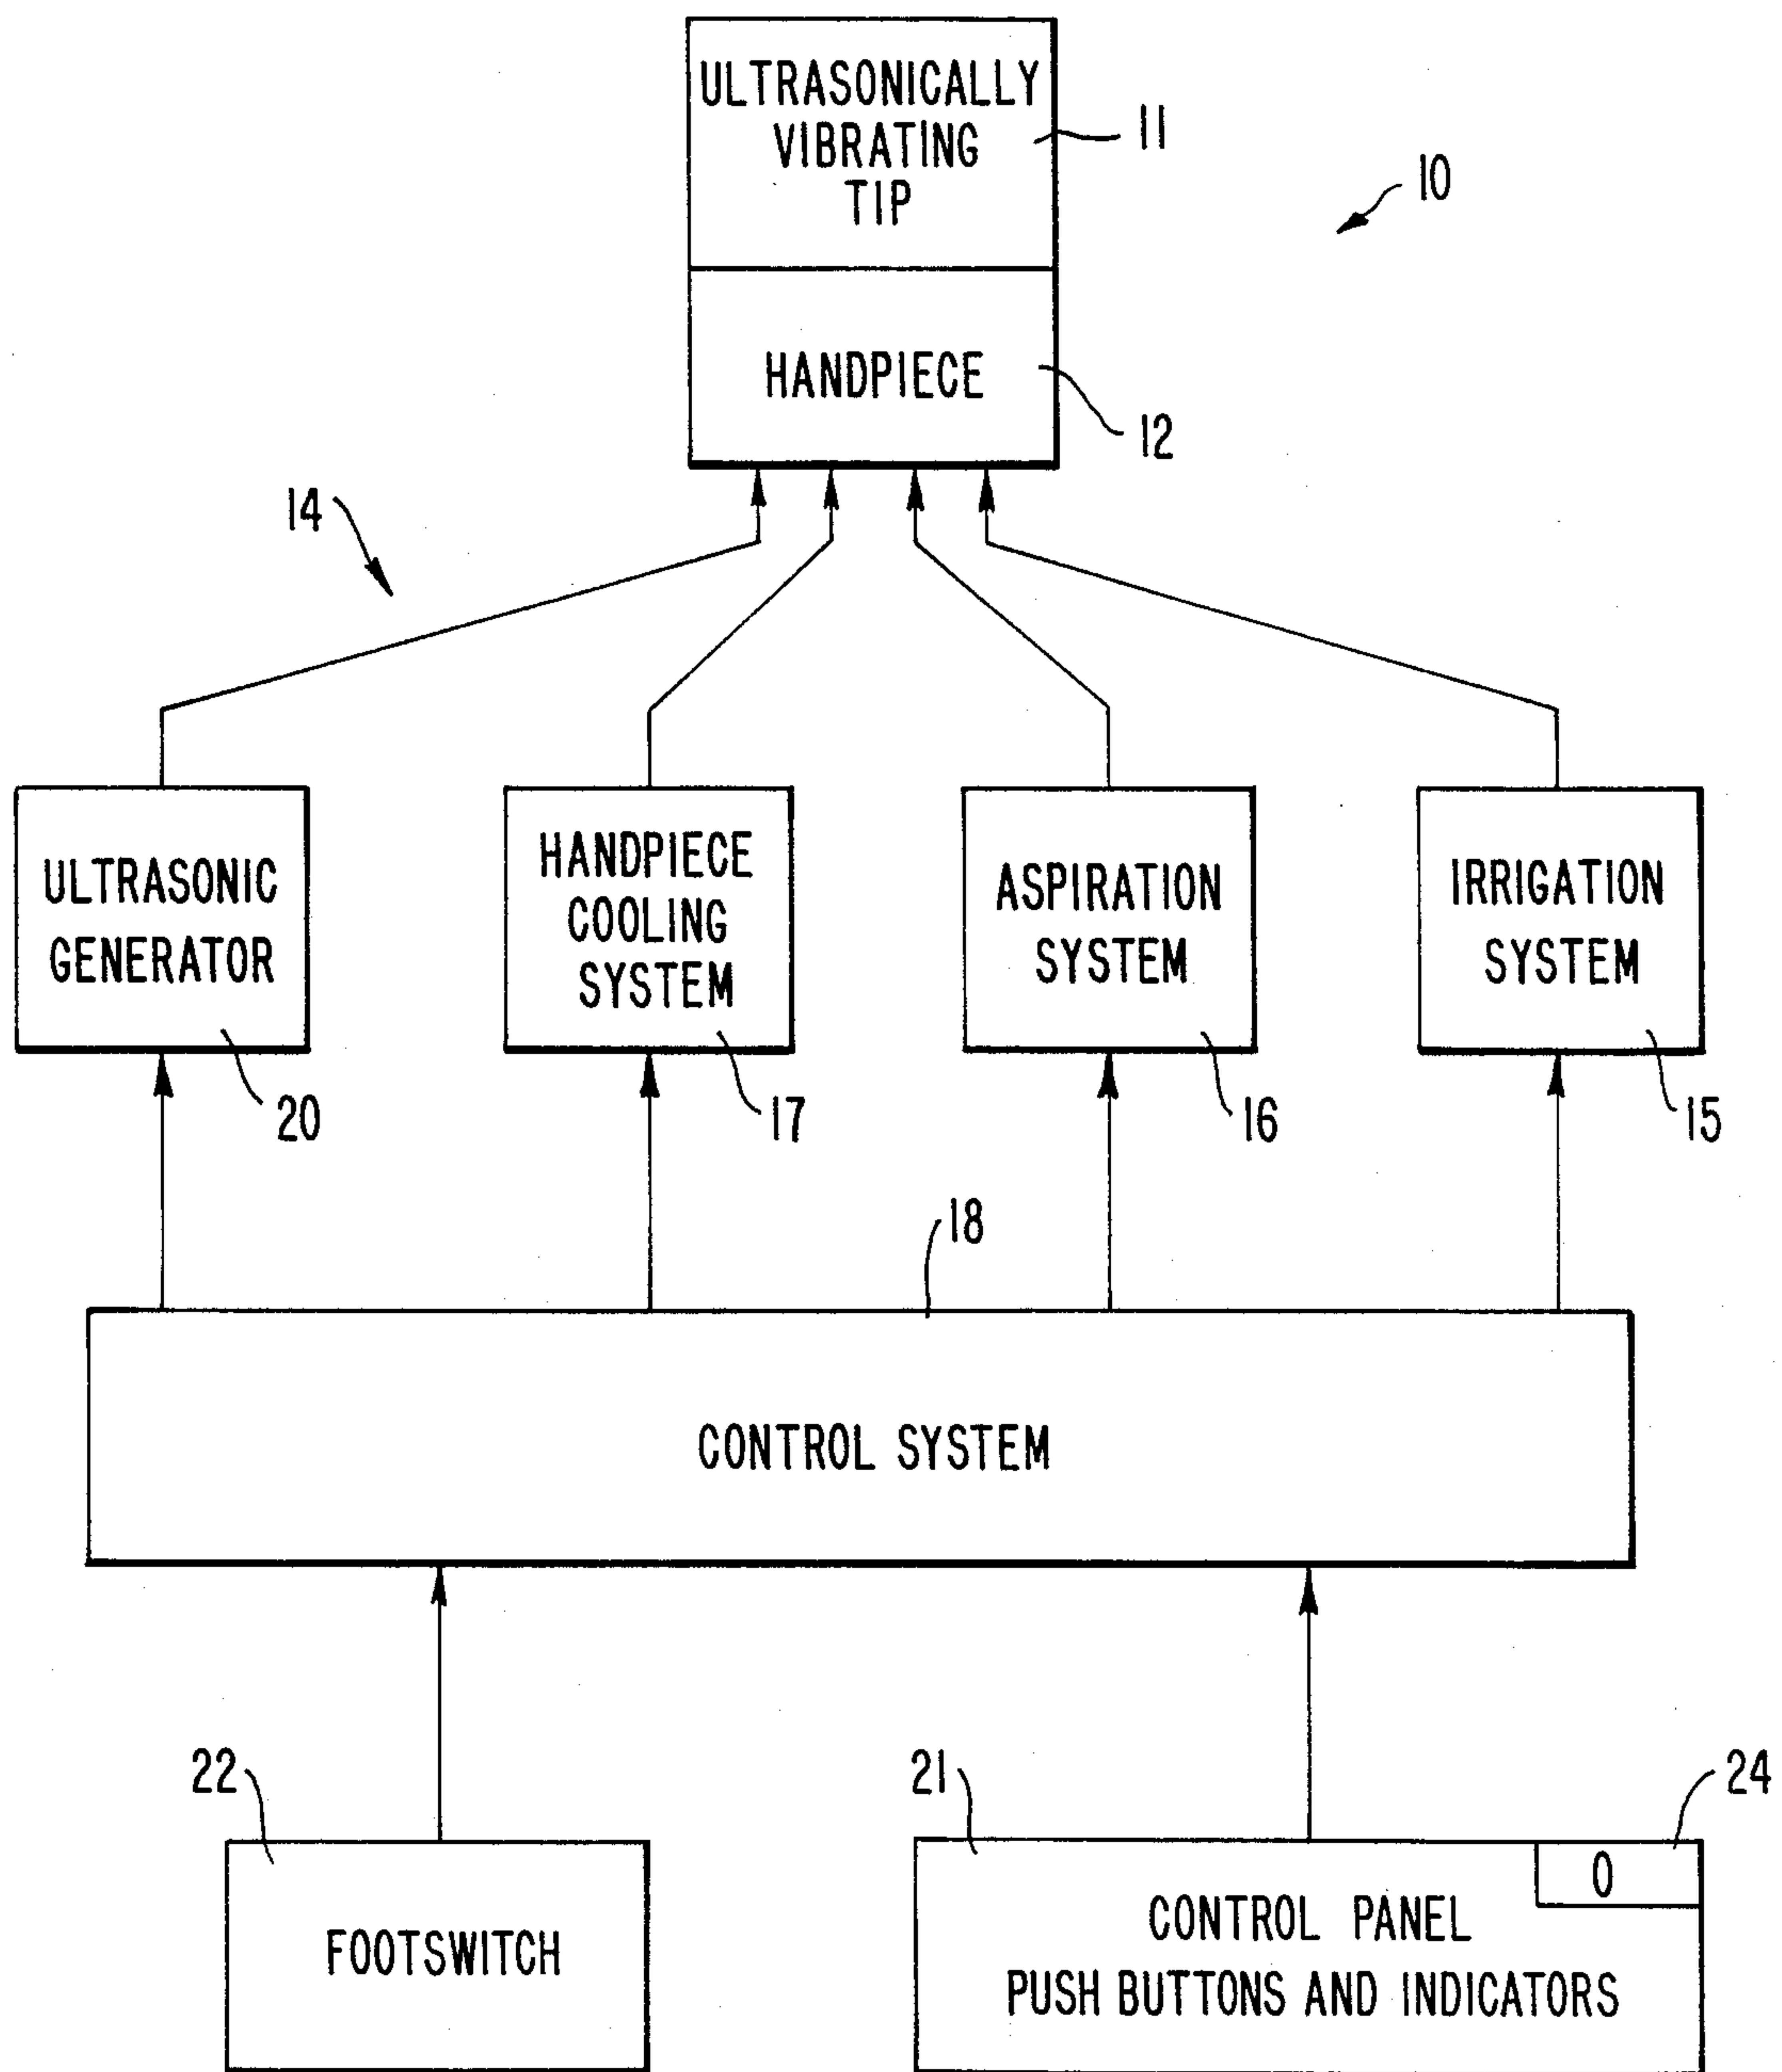 ULTRASONICALLY
VIBRATING
TIP
11
10
HANDPIECE
12
14
ULTRASONIC
GENERATOR
20
HANDPIECE
COOLING
SYSTEM
17
ASPIRATION
SYSTEM
16
IRRIGATION
SYSTEM
15
18
CONTROL SYSTEM
22
FOOTSWITCH
21
24
0
CONTROL PANEL
PUSH BUTTONS AND INDICATORS